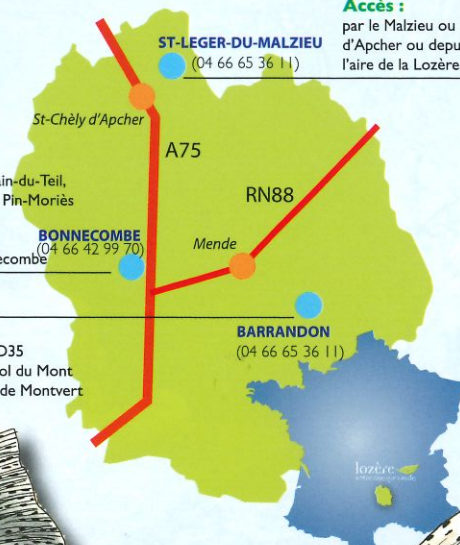 Accès :
par le Malzieu ou
d'Apcher ou depu
l'aire de la Lozère
ST-LEGER-DU-MALZIEU
(04 66 65 36 11)
St-Chèly d'Apcher
A75
in-du-Teil,
Pin-Moriès
RN88
BONNECOMBE
(04 66 42 99 70)
ecombe
Mende
BARRANDON
(04 66 65 36 11)
D35
ol du Mont
de Montvert
lozère